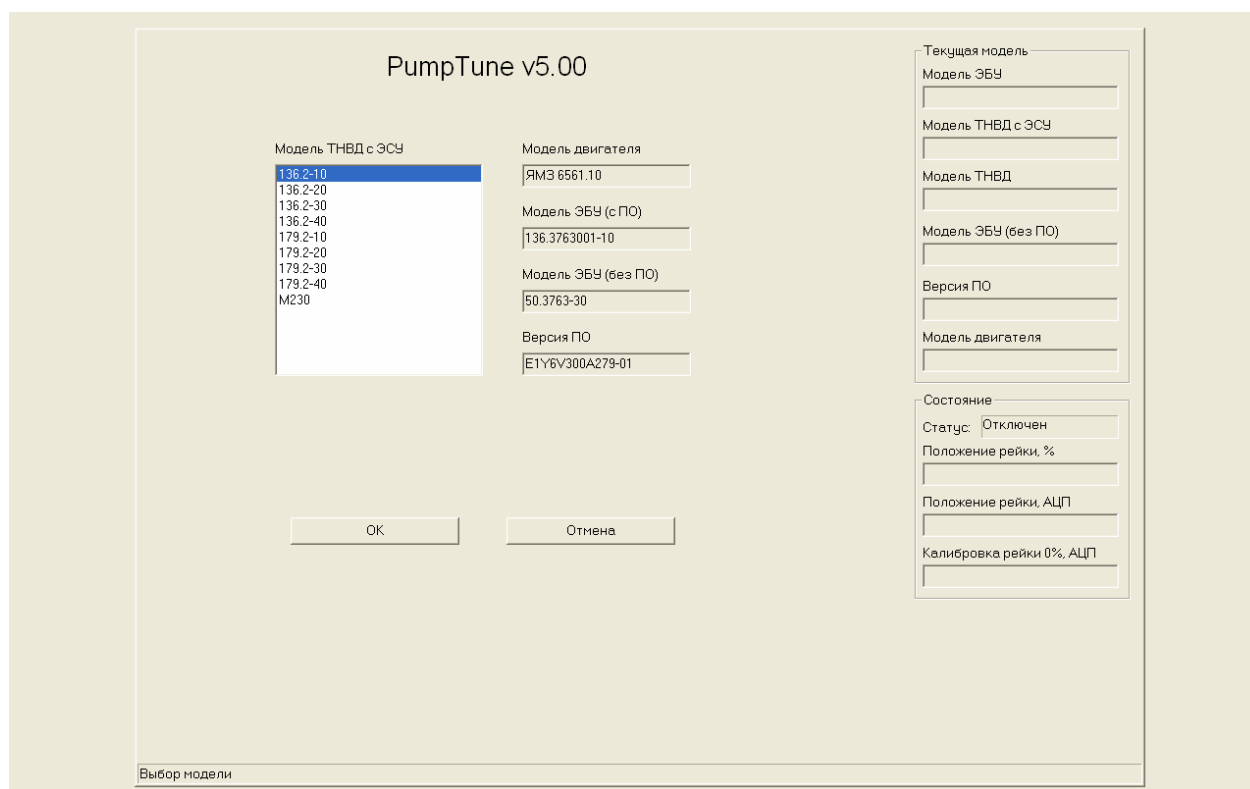 PumpTune v5.00
Модель ТНВД с ЭСУ
136.2-10
136.2-20
136.2-30
136.2-40
179.2-10
179.2-20
179.2-30
179.2-40
М230
Модель двигателя
ЯМЗ 6561.10
Модель ЭБУ (с ПО)
136.3763001-10
Модель ЭБУ (без ПО)
50.3763-30
Версия ПО
E1Y6V300A279-01
OK
Отмена
Текущая модель
Модель ЭБУ
Модель ТНВД с ЭСУ
Модель ТНВД
Модель ЭБУ (без ПО)
Версия ПО
Модель двигателя
Состояние
Статус: Отключен
Положение рейки, %
Положение рейки, АЦП
Калибровка рейки 0%, АЦП
Выбор модели